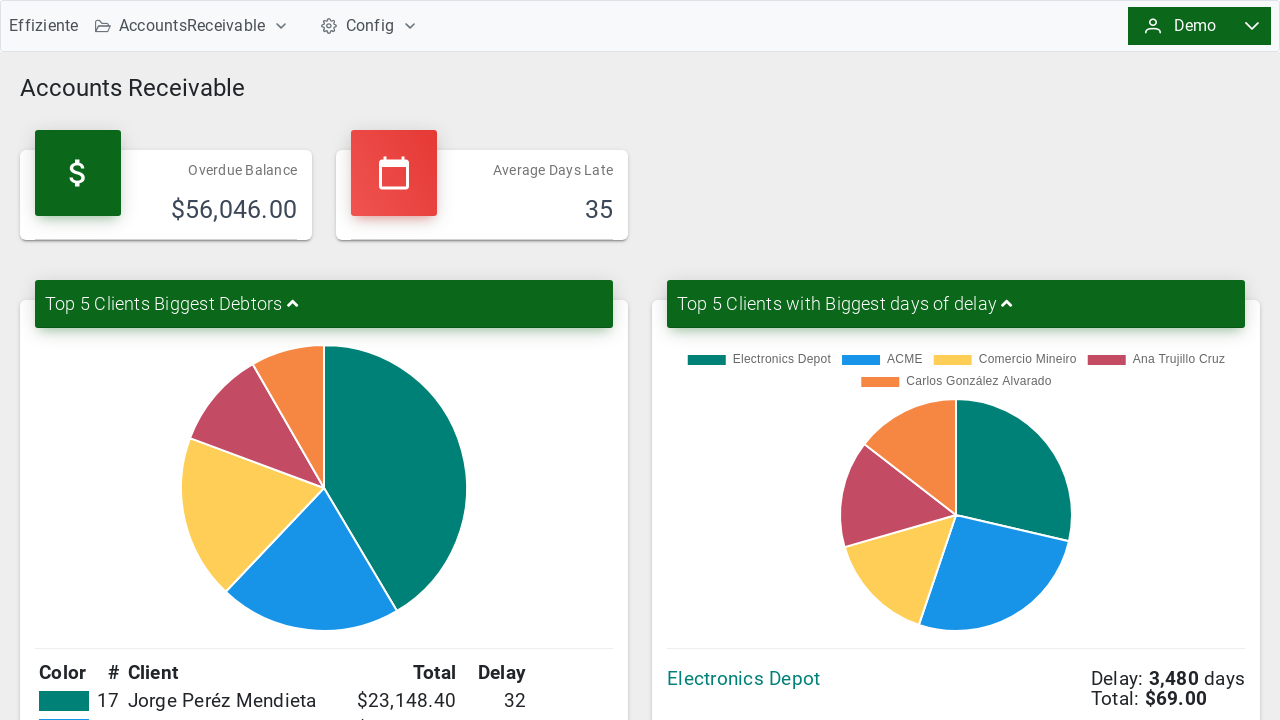 Effiziente AccountsReceivable Config Demo
Accounts Receivable
Overdue Balance
$56,046.00
Average Days Late
35
Top 5 Clients Biggest Debtors
Color # Client Total Delay
17 Jorge Peréz Mendieta $23,148.40 32
Top 5 Clients with Biggest days of delay
Electronics Depot ACME Comercio Mineiro Ana Trujillo Cruz
Carlos González Alvarado
Electronics Depot Delay: 3,480 days
Total: $69.00